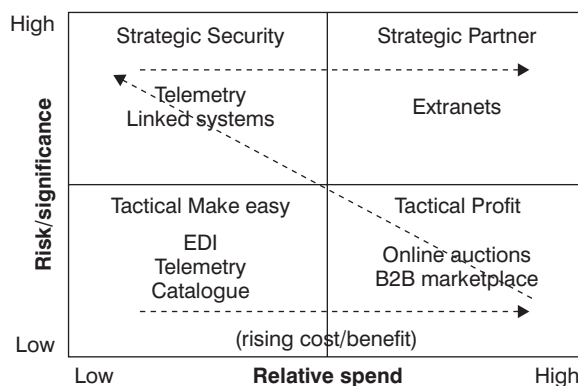 High
Strategic Security
Strategic Partner
Telemetry
Linked systems
Extranets
Risk/significance
Tactical Make easy
Tactical Profit
EDI
Telemetry
Catalogue
Online auctions
B2B marketplace
(rising cost/benefit)
Low
Low
Relative spend
High